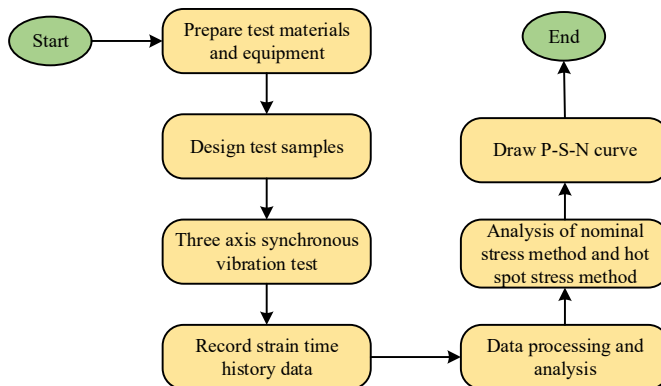 Start
Prepare test materials
and equipment
Design test samples
Three axis synchronous
vibration test
Record strain time
history data
Data processing and
analysis
Analysis of nominal
stress method and hot
spot stress method
Draw P-S-N curve
End